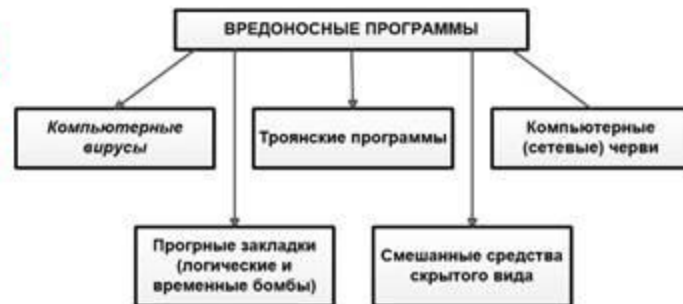 ВРЕДОНОСНЫЕ ПРОГРАММЫ
Компьютерные
вирусы
Троянские программы
Компьютерные
(сетевые) черви
Прогрные закладки
(логические и
временные бомбы)
Смешанные средства
скрытого вида